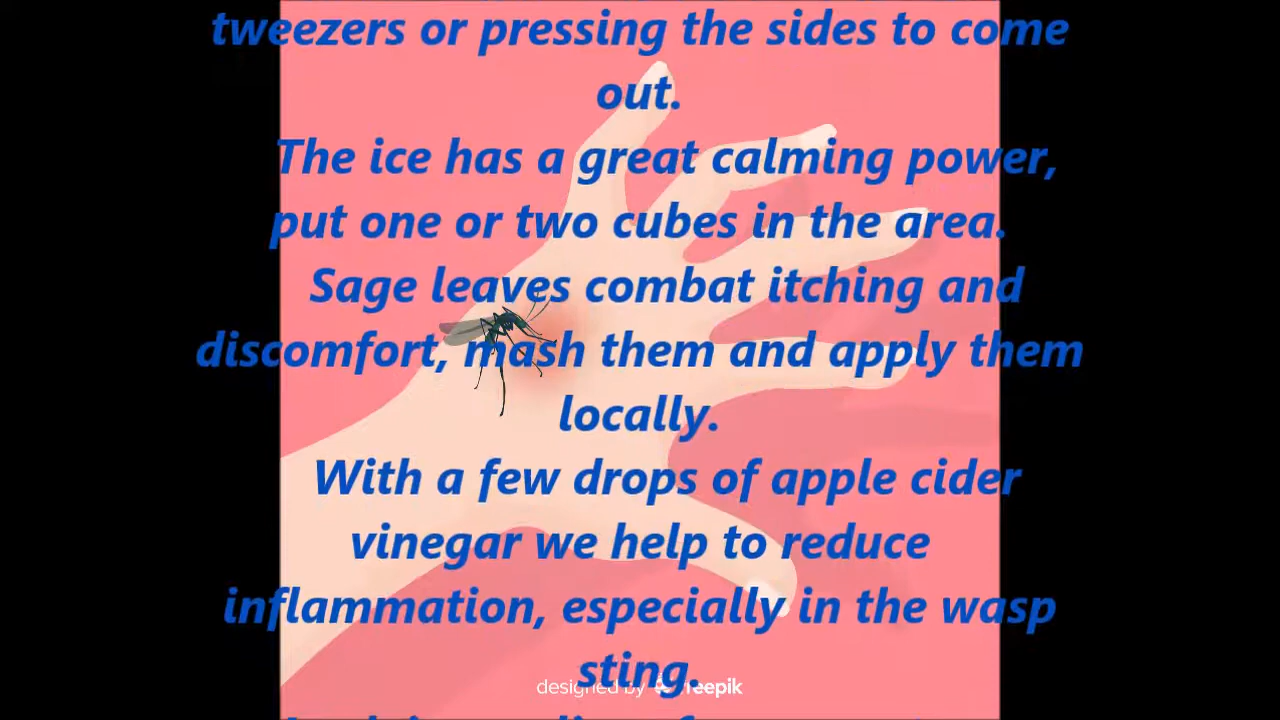 tweezers or pressing the sides to come
out.
The ice has a great calming power,
put one or two cubes in the area.
Sage leaves combat itching and
discomfort, mash them and apply them
locally.
With a few drops of apple cider
vinegar we help to reduce
inflammation, especially in the wasp
sting.
designed by freepik